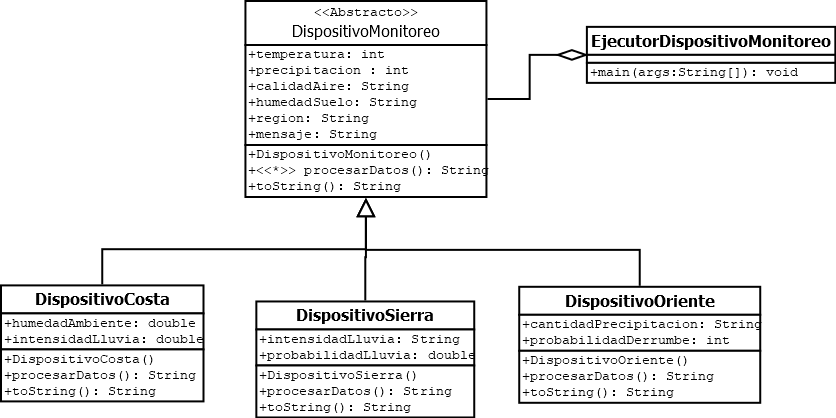 <<Abstracto>>
DispositivoMonitoreo
+temperatura: int
+precipitacion : int
+calidadAire: String
+humedadSuelo: String
+region: String
+mensaje: String
+DispositivoMonitoreo()
+<<*>> procesarDatos(): String
+toString(): String
EjecutorDispositivoMonitoreo
+main(args:String[]): void
DispositivoCosta
+humedadAmbiente: double
+intensidadLluvia: double
+DispositivoCosta()
+procesarDatos(): String
+toString(): String
DispositivoSierra
+intensidadLluvia: String
+probabilidadLluvia: double
+DispositivoSierra()
+procesarDatos(): String
+toString(): String
DispositivoOriente
+cantidadPrecipitacion: String
+probabilidadDerrumbe: int
+DispositivoOriente()
+procesarDatos(): String
+toString(): String